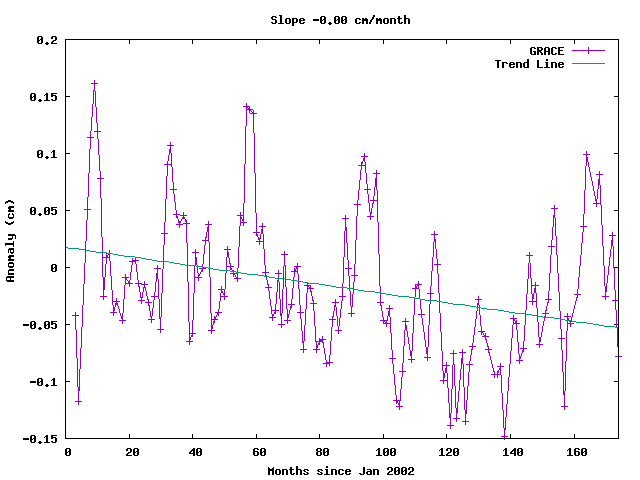 Slope -0.00 cm/month
GRACE
Trend Line
0.2
0.15
0.1
0.05
0
-0.05
-0.1
-0.15
Anomaly (cm)
0 20 40 60 80 100 120 140 160
Months since Jan 2002